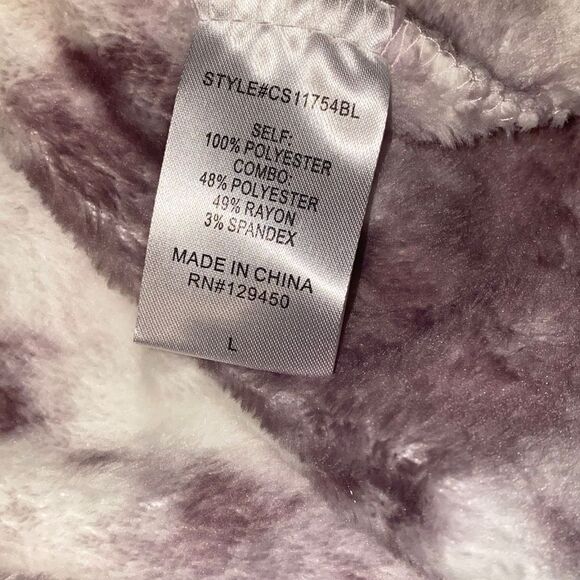 STYLE#CS11754BL
SELF:
100% POLYESTER
COMBO:
48% POLYESTER
49% RAYON
3% SPANDEX
MADE IN CHINA
RN#129450
L